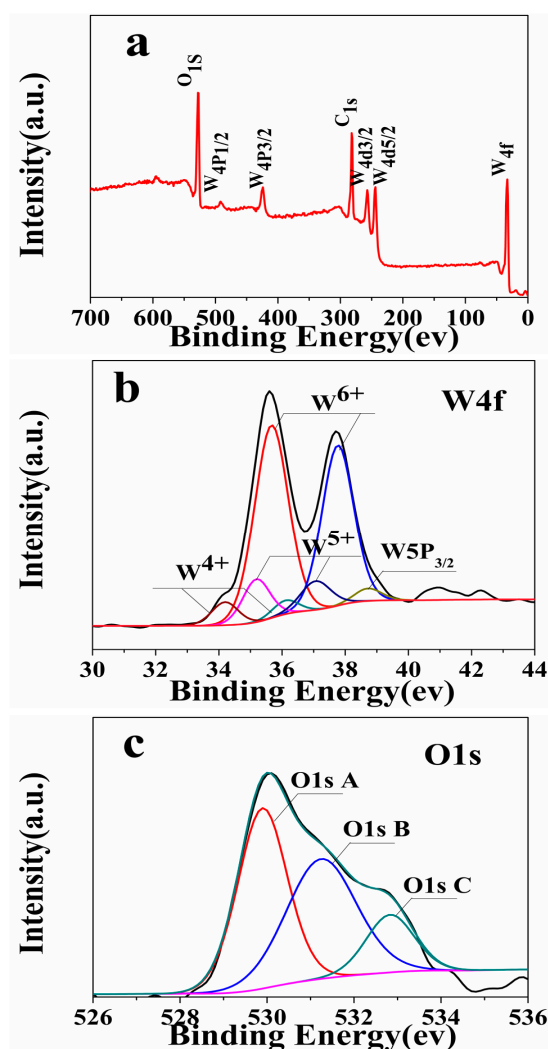 a
O1S
W4P1/2
W4P3/2
C1s
W4d3/2
W4d5/2
W4f
Intensity(a.u.)
700 600 500 400 300 200 100 0
Binding Energy(ev)
b
W6+
W4f
W4+
W5+
W5P3/2
Intensity(a.u.)
30 32 34 36 38 40 42 44
Binding Energy(ev)
c
O1s
O1s A
O1s B
O1s C
Intensity(a.u.)
526 528 530 532 534 536
Binding Energy(ev)